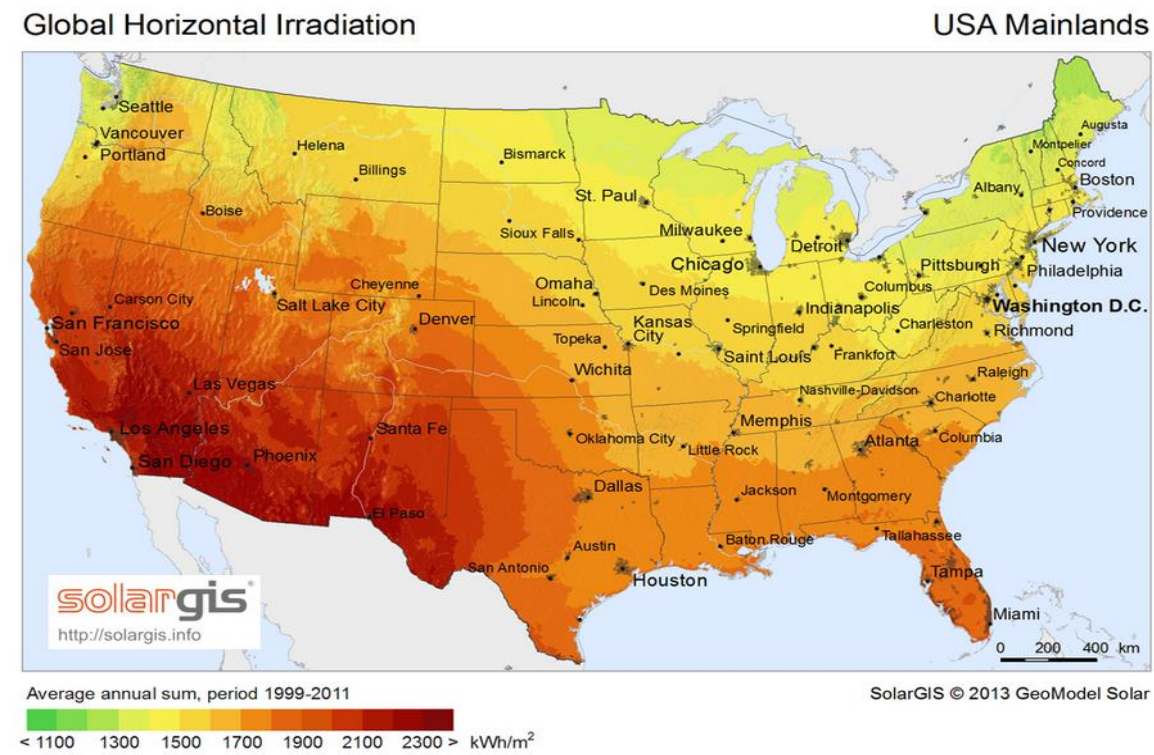 Global Horizontal Irradiation
USA Mainlands
Seattle
Vancouver
Portland
Helena
Billings
Bismarck
St. Paul
Augusta
Montpelier
Concord
Albany
Boston
Providence
Boise
Sioux Falls
Milwaukee
Detroit
New York
Chicago
Pittsburgh
Philadelphia
Carson City
Salt Lake City
Cheyenne
Omaha
Lincoln
Des Moines
Columbus
Indianapolis
Washington D.C.
San Francisco
San Jose
Denver
Topeka
Kansas
City
Springfield
Saint Louis
Frankfort
Charleston
Richmond
Las Vegas
Wichita
Nashville-Davidson
Raleigh
Charlotte
Los Angeles
San Diego
Phoenix
Santa Fe
Oklahoma City
Memphis
Little Rock
Atlanta
Columbia
El Paso
Dallas
Jackson
Montgomery
Austin
San Antonio
Houston
Baton Rouge
Tallahassee
Tampa
Miami
solargis®
http://solargis.info
0 200 400 km
Average annual sum, period 1999-2011
SolarGIS © 2013 GeoModel Solar
< 1100 1300 1500 1700 1900 2100 2300 > kWh/m²